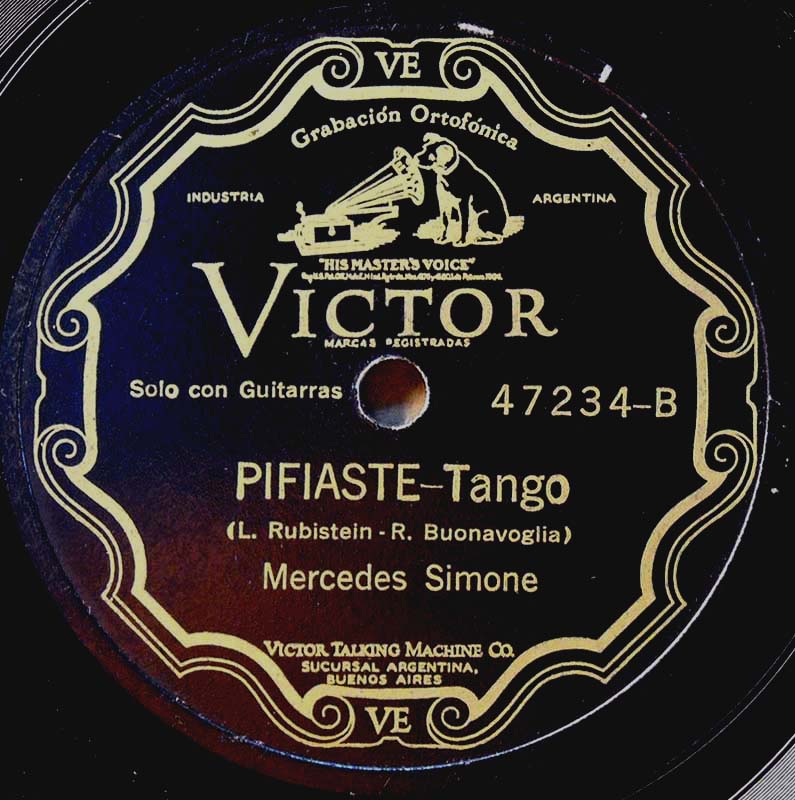 VE
Grabación Ortofónica
INDUSTRIA ARGENTINA
"HIS MASTER'S VOICE"
VICTOR
MARCAS REGISTRADAS
Solo con Guitarras 47234-B
PIFIASTE-Tango
(L. Rubistein - R. Buonavoglia)
Mercedes Simone
VICTOR TALKING MACHINE CO.
SUCURSAL ARGENTINA,
BUENOS AIRES
VE